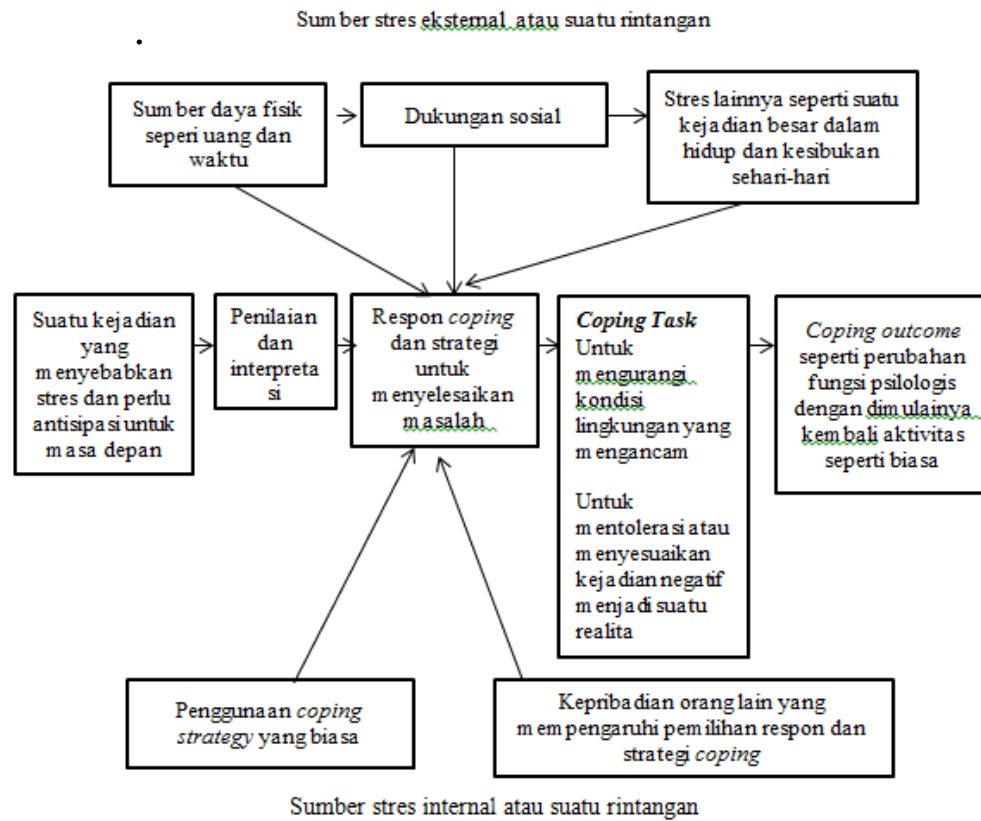 Sumber stres eksternal atau suatu rintangan
Sumber daya fisik
seperi uang dan
waktu
Dukungan sosial
Stres lainnya seperti suatu
kejadian besar dalam
hidup dan kesibukan
sehari-hari
Suatu kejadian
yang
menyebabkan
stres dan perlu
antisipasi untuk
masa depan
Penilaian
dan
interpreta
si
Respon coping
dan strategi
untuk
menyelesaikan
masalah
Coping Task
Untuk
mengurangi
kondisi
lingkungan yang
mengancam
Untuk
mentolerasi atau
menyesuaikan
kejadian negatif
menjadi suatu
realita
Coping outcome
seperti perubahan
fungsi psilologis
dengan dimulainya
kembali aktivitas
seperti biasa
Penggunaan coping
strategy yang biasa
Kepribadian orang lain yang
mempengaruhi pemilihan respon dan
strategi coping
Sumber stres internal atau suatu rintangan